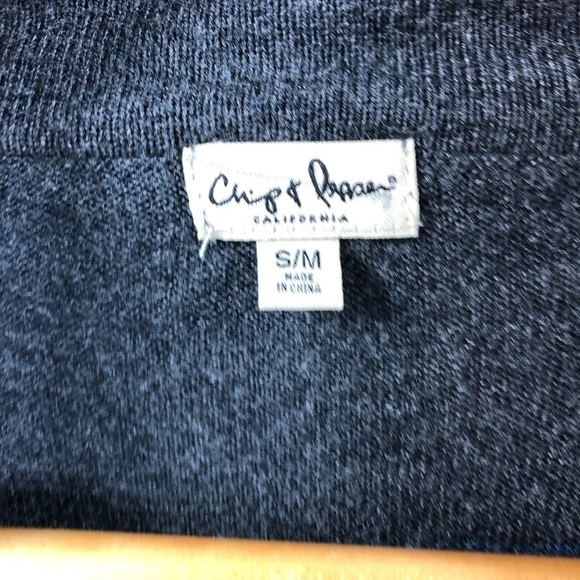 Chip & Pepper®
CALIFORNIA
S/M
MADE
IN CHINA